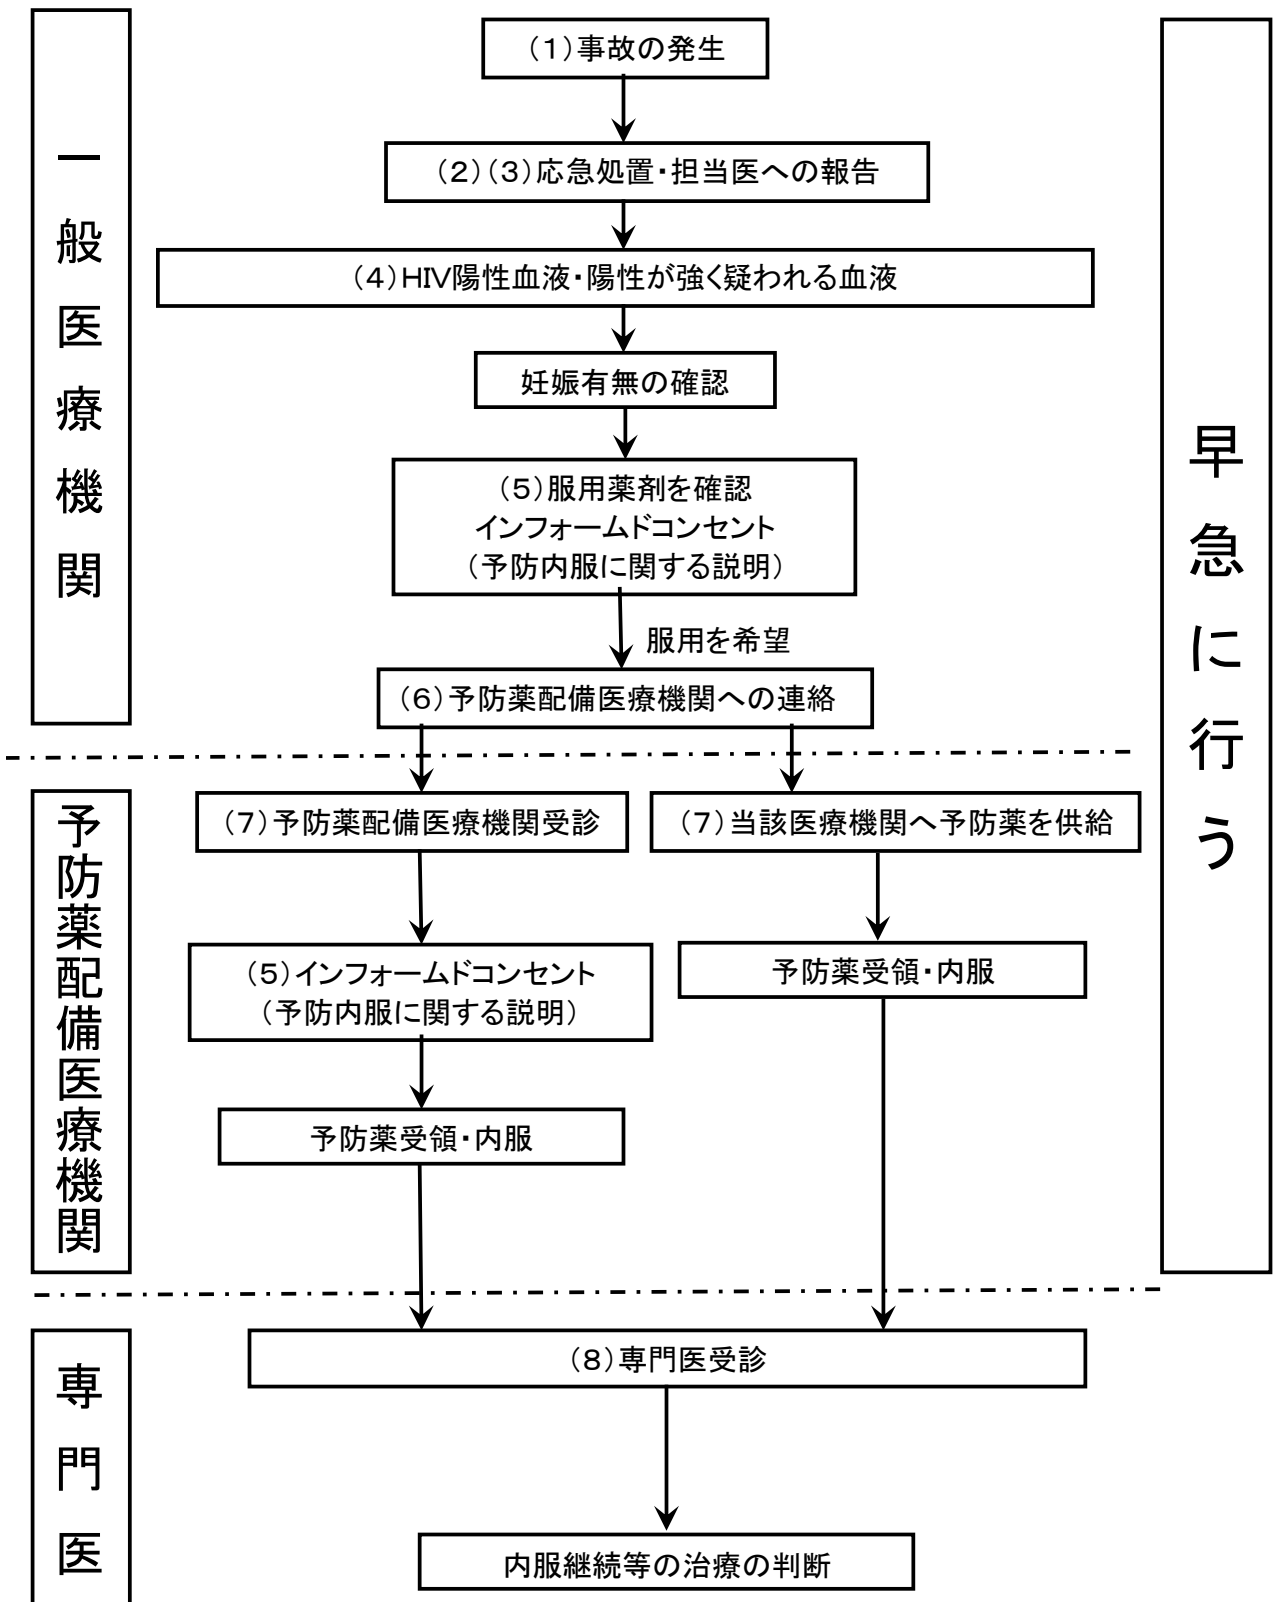 一般医療機関
(1)事故の発生
(2)(3)応急処置・担当医への報告
(4)HIV陽性血液・陽性が強く疑われる血液
妊娠有無の確認
(5)服用薬剤を確認
インフォームドコンセント
(予防内服に関する説明)
服用を希望
(6)予防薬配備医療機関への連絡
早急に行う
予防薬配備医療機関
(7)予防薬配備医療機関受診
(7)当該医療機関へ予防薬を供給
(5)インフォームドコンセント
(予防内服に関する説明)
予防薬受領・内服
予防薬受領・内服
専門医
(8)専門医受診
内服継続等の治療の判断